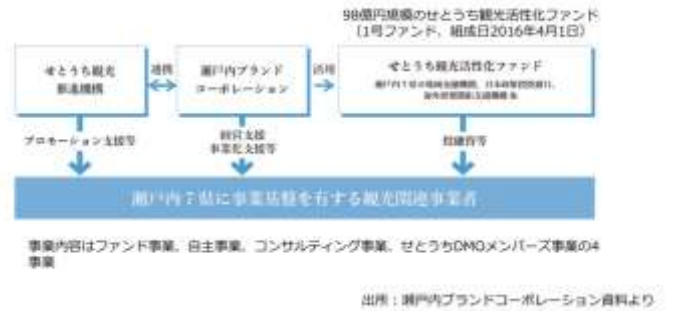 98億円規模のせとうち観光活性化ファンド
(1号ファンド、組成日2016年4月1日)
せとうち観光
推進機構
連携
瀬戸内ブランド
コーポレーション
活用
せとうち観光活性化ファンド
プロモーション支援等
経営支援
事業化支援等
投融資等
瀬戸内7県に事業基盤を有する観光関連事業者
事業内容はファンド事業、自主事業、コンサルティング事業、せとうちDMOメンバーズ事業の4
事業
出所:瀬戸内ブランドコーポレーション資料より